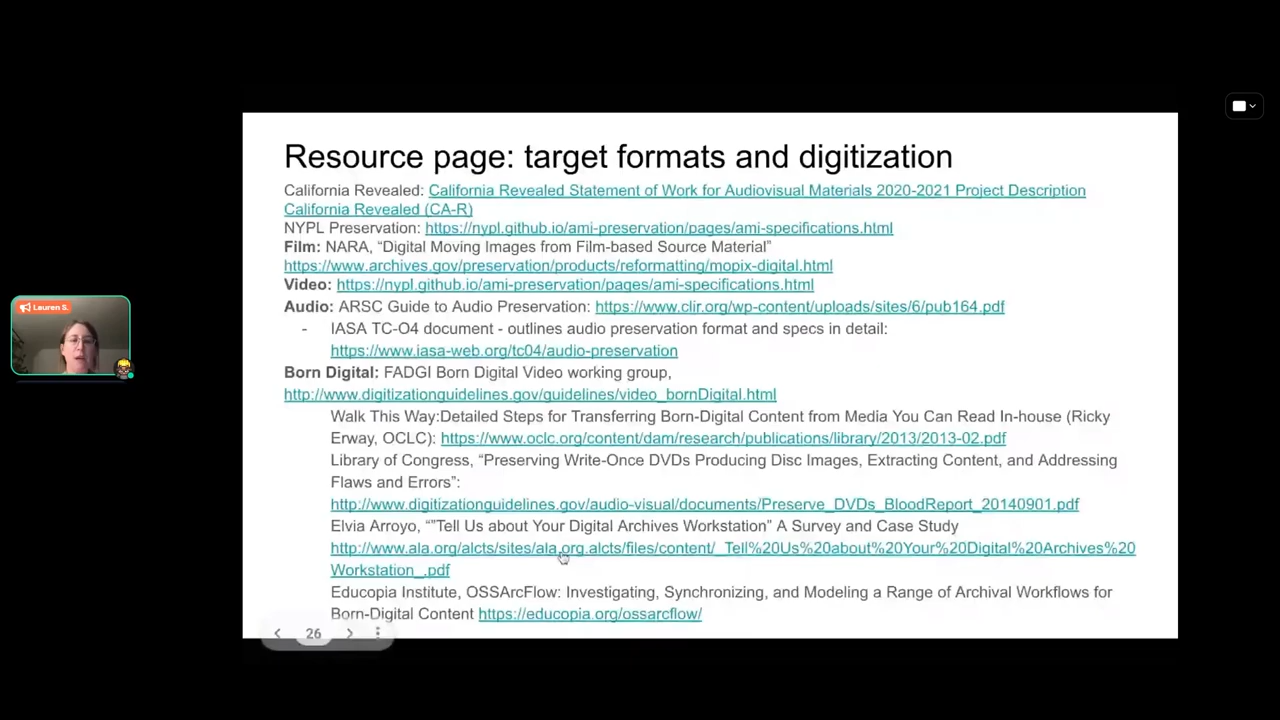 Resource page: target formats and digitization
California Revealed: California Revealed Statement of Work for Audiovisual Materials 2020-2021 Project Description
California Revealed (CA-R)
NYPL Preservation: https://nypl.github.io/ami-preservation/pages/ami-specifications.html
Film: NARA, “Digital Moving Images from Film-based Source Material”
https://www.archives.gov/preservation/products/reformatting/mopix-digital.html
Video: https://nypl.github.io/ami-preservation/pages/ami-specifications.html
Audio: ARSC Guide to Audio Preservation: https://www.clir.org/wp-content/uploads/sites/6/pub164.pdf
- IASA TC-O4 document - outlines audio preservation format and specs in detail:
Lauren S.
https://www.iasa-web.org/tc04/audio-preservation
Born Digital: FADGI Born Digital Video working group,
http://www.digitizationguidelines.gov/guidelines/video_bornDigital.html
Walk This Way:Detailed Steps for Transferring Born-Digital Content from Media You Can Read In-house (Ricky
Erway, OCLC): https://www.oclc.org/content/dam/research/publications/library/2013/2013-02.pdf
Library of Congress, “Preserving Write-Once DVDs Producing Disc Images, Extracting Content, and Addressing
Flaws and Errors”:
http://www.digitizationguidelines.gov/audio-visual/documents/Preserve_DVDs_BloodReport_20140901.pdf
Elvia Arroyo, “”Tell Us about Your Digital Archives Workstation” A Survey and Case Study
http://www.ala.org/alcts/sites/ala.org.alcts/files/content/_Tell%20Us%20about%20Your%20Digital%20Archives%20
Workstation_.pdf
Educopia Institute, OSSArcFlow: Investigating, Synchronizing, and Modeling a Range of Archival Workflows for
Born-Digital Content https://educopia.org/ossarcflow/
26